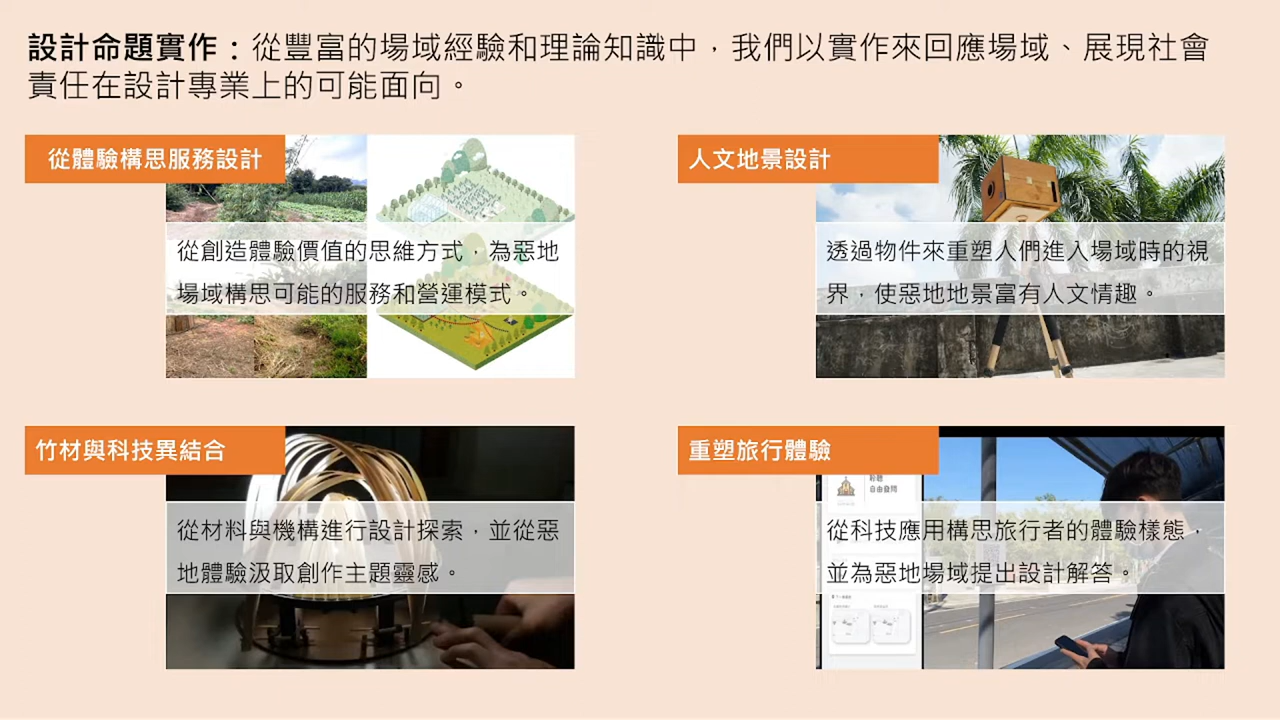 設計命題實作：從豐富的場域經驗和理論知識中，我們以實作來回應場域、展現社會
責任在設計專業上的可能面向。
從體驗構思服務設計
從創造體驗價值的思維方式，為惡地
場域構思可能的服務和營運模式。
人文地景設計
透過物件來重塑人們進入場域時的視
界，使惡地地景富有人文情趣。
竹材與科技異結合
從材料與機構進行設計探索，並從惡
地體驗汲取創作主題靈感。
重塑旅行體驗
聆聽
自由發問
從科技應用構思旅行者的體驗樣態，
並為惡地場域提出設計解答。